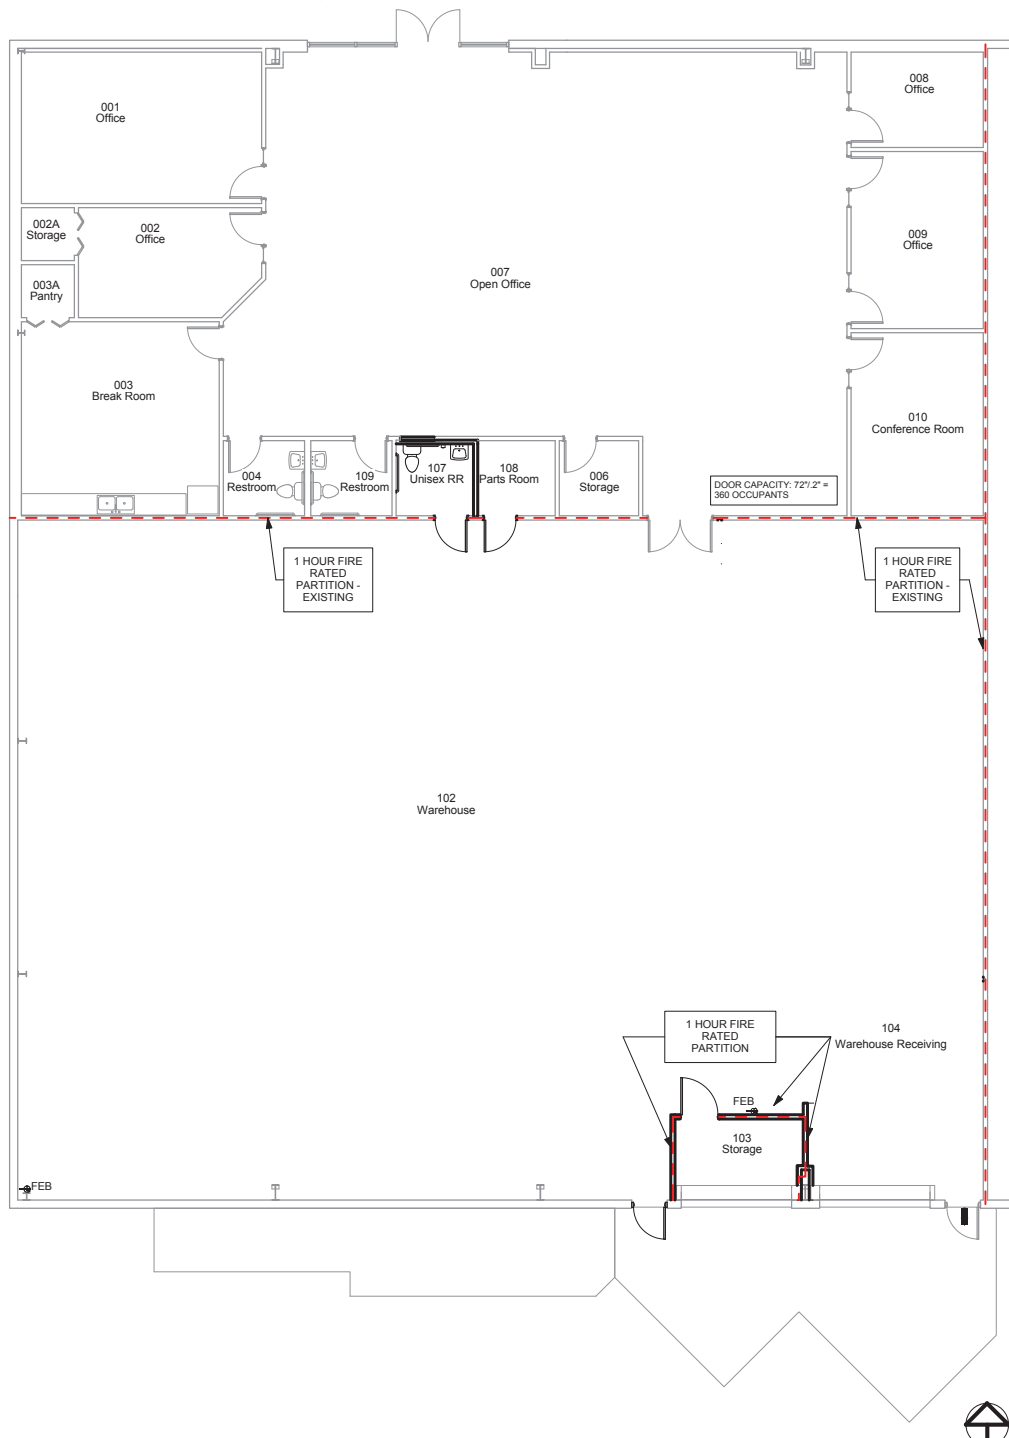 001
Office
008
Office
002A
Storage
002
Office
009
Office
003A
Pantry
007
Open Office
003
Break Room
010
Conference Room
004
Restroom
109
Restroom
107
Unisex RR
108
Parts Room
006
Storage
DOOR CAPACITY: 72"/.2" =
360 OCCUPANTS
1 HOUR FIRE
RATED
PARTITION -
EXISTING
1 HOUR FIRE
RATED
PARTITION -
EXISTING
102
Warehouse
1 HOUR FIRE
RATED
PARTITION
104
Warehouse Receiving
FEB
103
Storage
FEB